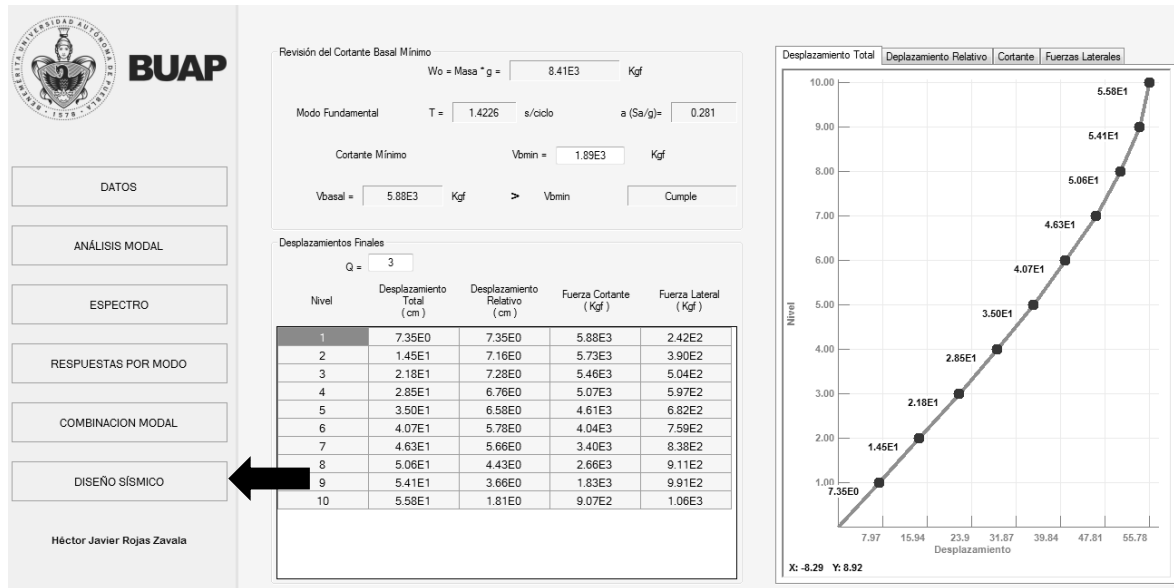 BENEMÉRITA UNIVERSIDAD AUTÓNOMA DE PUEBLA
1578
BUAP
DATOS
ANÁLISIS MODAL
ESPECTRO
RESPUESTAS POR MODO
COMBINACION MODAL
DISEÑO SÍSMICO
Héctor Javier Rojas Zavala
Revisión del Cortante Basal Mínimo
Wo = Masa * g = 8.41E3 Kgf
Modo Fundamental T = 1.4226 s/ciclo a (Sa/g)= 0.281
Cortante Mínimo Vbmin = 1.89E3 Kgf
Vbasal = 5.88E3 Kgf > Vbmin Cumple
Desplazamientos Finales
Q = 3
Nivel Desplazamiento Total ( cm ) Desplazamiento Relativo ( cm ) Fuerza Cortante ( Kgf ) Fuerza Lateral ( Kgf )
1 7.35E0 7.35E0 5.88E3 2.42E2
2 1.45E1 7.16E0 5.73E3 3.90E2
3 2.18E1 7.28E0 5.46E3 5.04E2
4 2.85E1 6.76E0 5.07E3 5.97E2
5 3.50E1 6.58E0 4.61E3 6.82E2
6 4.07E1 5.78E0 4.04E3 7.59E2
7 4.63E1 5.66E0 3.40E3 8.38E2
8 5.06E1 4.43E0 2.66E3 9.11E2
9 5.41E1 3.66E0 1.83E3 9.91E2
10 5.58E1 1.81E0 9.07E2 1.06E3
Desplazamiento Total Deplazamiento Relativo Cortante Fuerzas Laterales
10.00
5.58E1
9.00
5.41E1
8.00
5.06E1
7.00
4.63E1
6.00
4.07E1
5.00
3.50E1
4.00
2.85E1
3.00
2.18E1
2.00
1.45E1
1.00
7.35E0
Nivel
7.97 15.94 23.9 31.87 39.84 47.81 55.78
Desplazamiento
X: -8.29 Y: 8.92